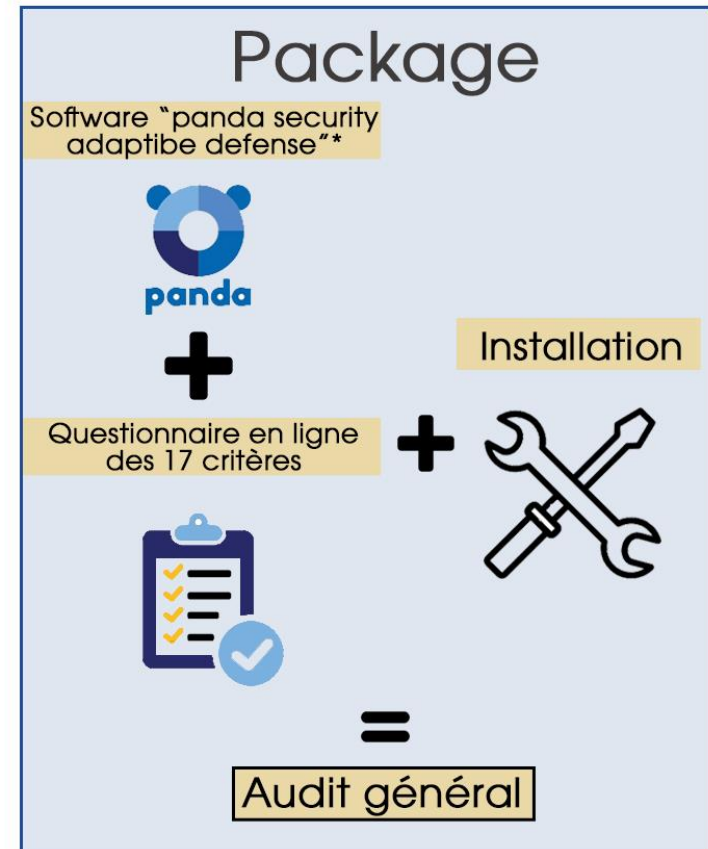 Package
Software “panda security
adaptibe defense”*
panda
Questionnaire en ligne
des 17 critères
Installation
Audit général